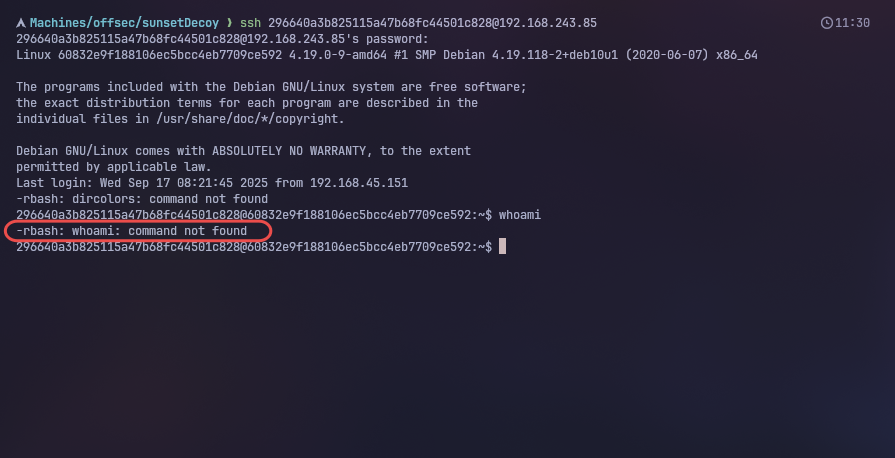 Machines/offsec/sunsetDecoy ❯ ssh 296640a3b825115a47b68fc44501c828@192.168.243.85 11:30
296640a3b825115a47b68fc44501c828@192.168.243.85's password:
Linux 60832e9f188106ec5bcc4eb7709ce592 4.19.0-9-amd64 #1 SMP Debian 4.19.118-2+deb10u1 (2020-06-07) x86_64
The programs included with the Debian GNU/Linux system are free software;
the exact distribution terms for each program are described in the
individual files in /usr/share/doc/*/copyright.
Debian GNU/Linux comes with ABSOLUTELY NO WARRANTY, to the extent
permitted by applicable law.
Last login: Wed Sep 17 08:21:45 2025 from 192.168.45.151
-rbash: dircolors: command not found
296640a3b825115a47b68fc44501c828@60832e9f188106ec5bcc4eb7709ce592:~$ whoami
-rbash: whoami: command not found
296640a3b825115a47b68fc44501c828@60832e9f188106ec5bcc4eb7709ce592:~$